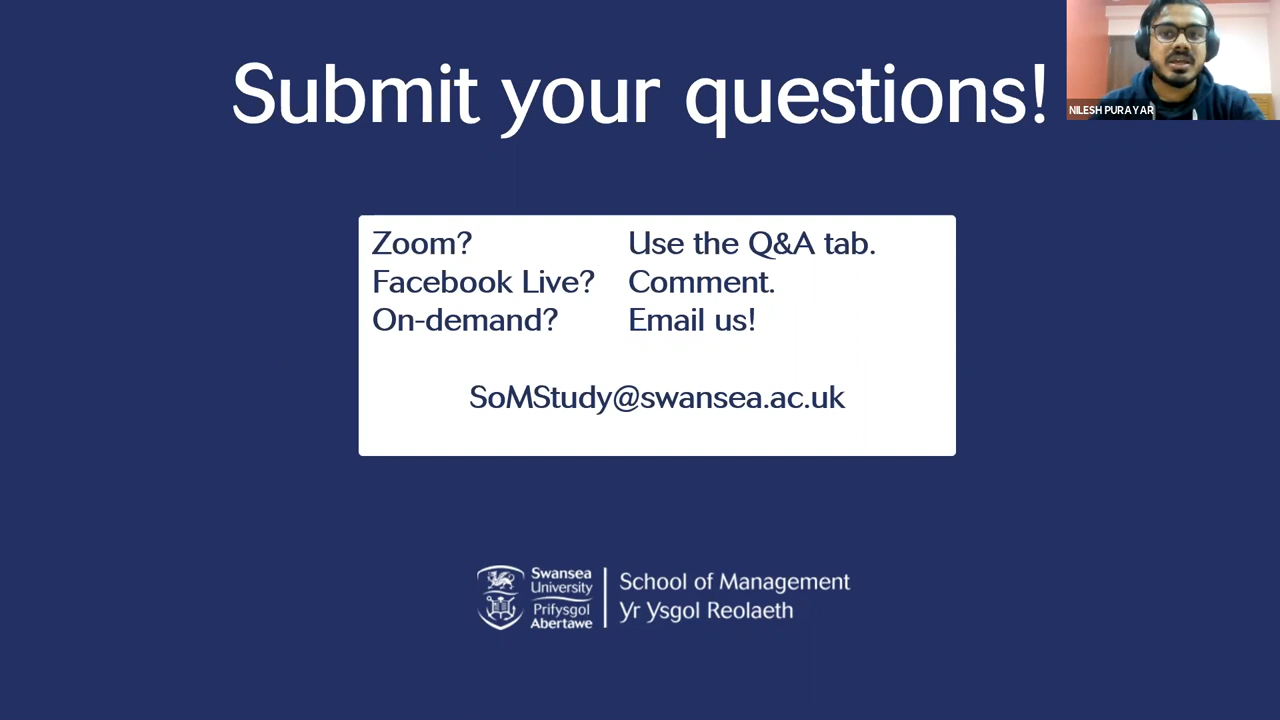 Submit your questions!
NILESH PURAYAR
Zoom? Use the Q&A tab.
Facebook Live? Comment.
On-demand? Email us!
SoMStudy@swansea.ac.uk
Swansea
University
Prifysgol
Abertawe
School of Management
Yr Ysgol Reolaeth